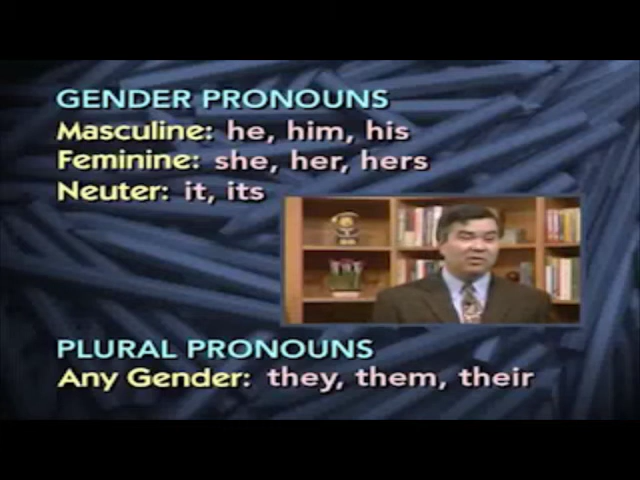 GENDER PRONOUNS
Masculine: he, him, his
Feminine: she, her, hers
Neuter: it, its
PLURAL PRONOUNS
Any Gender: they, them, their